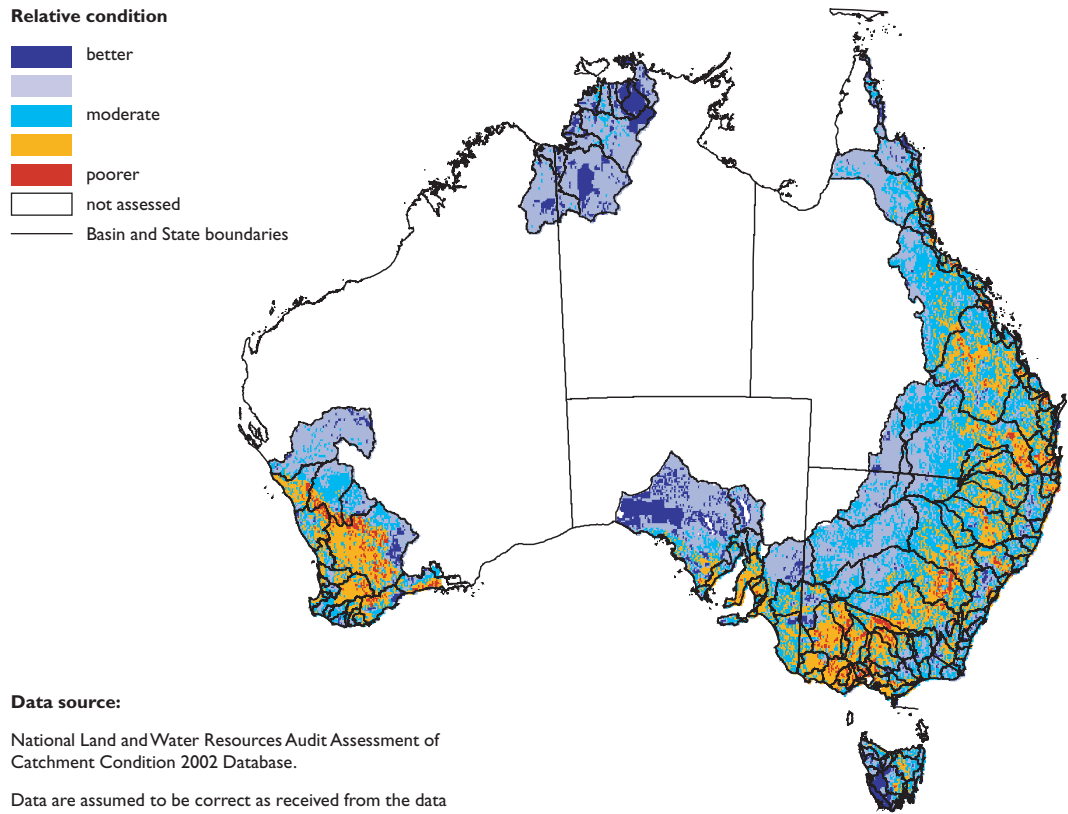 Relative condition
better
moderate
poorer
not assessed
Basin and State boundaries
Data source:
National Land and Water Resources Audit Assessment of
Catchment Condition 2002 Database.
Data are assumed to be correct as received from the data